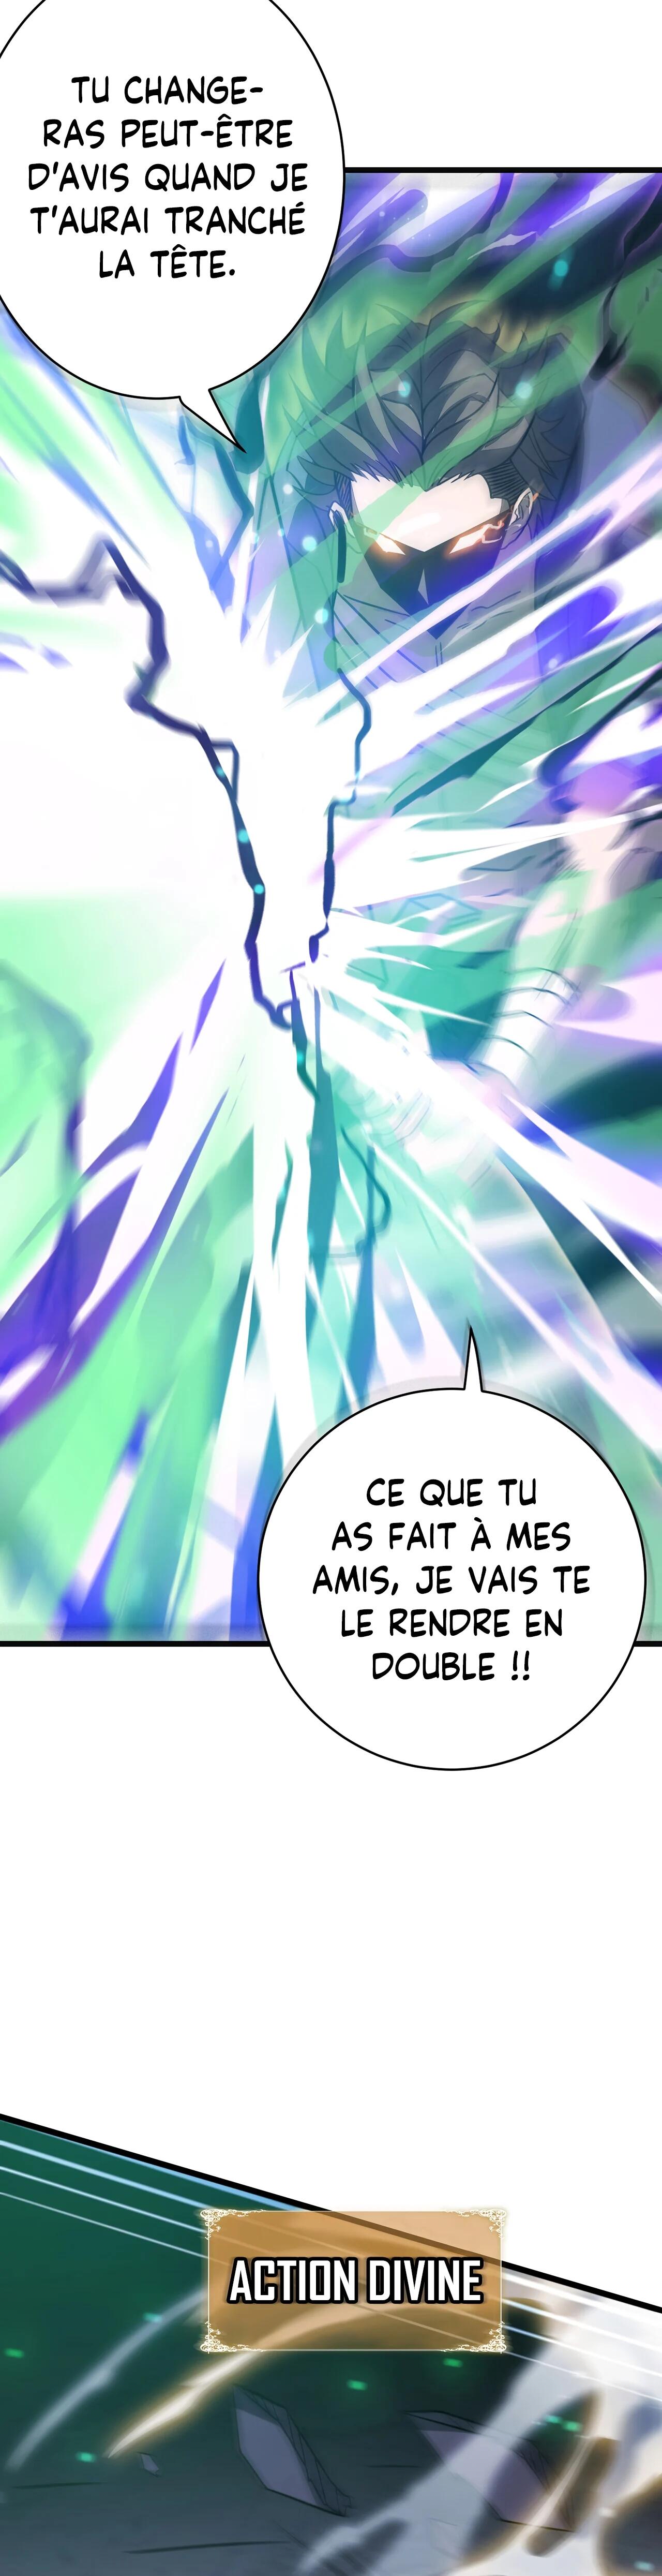 TU CHANGE-
RAS PEUT-ÊTRE
D'AVIS QUAND JE
T'AURAI TRANCHÉ
LA TÊTE.
CE QUE TU
AS FAIT À MES
AMIS, JE VAIS TE
LE RENDRE EN
DOUBLE !!
ACTION DIVINE